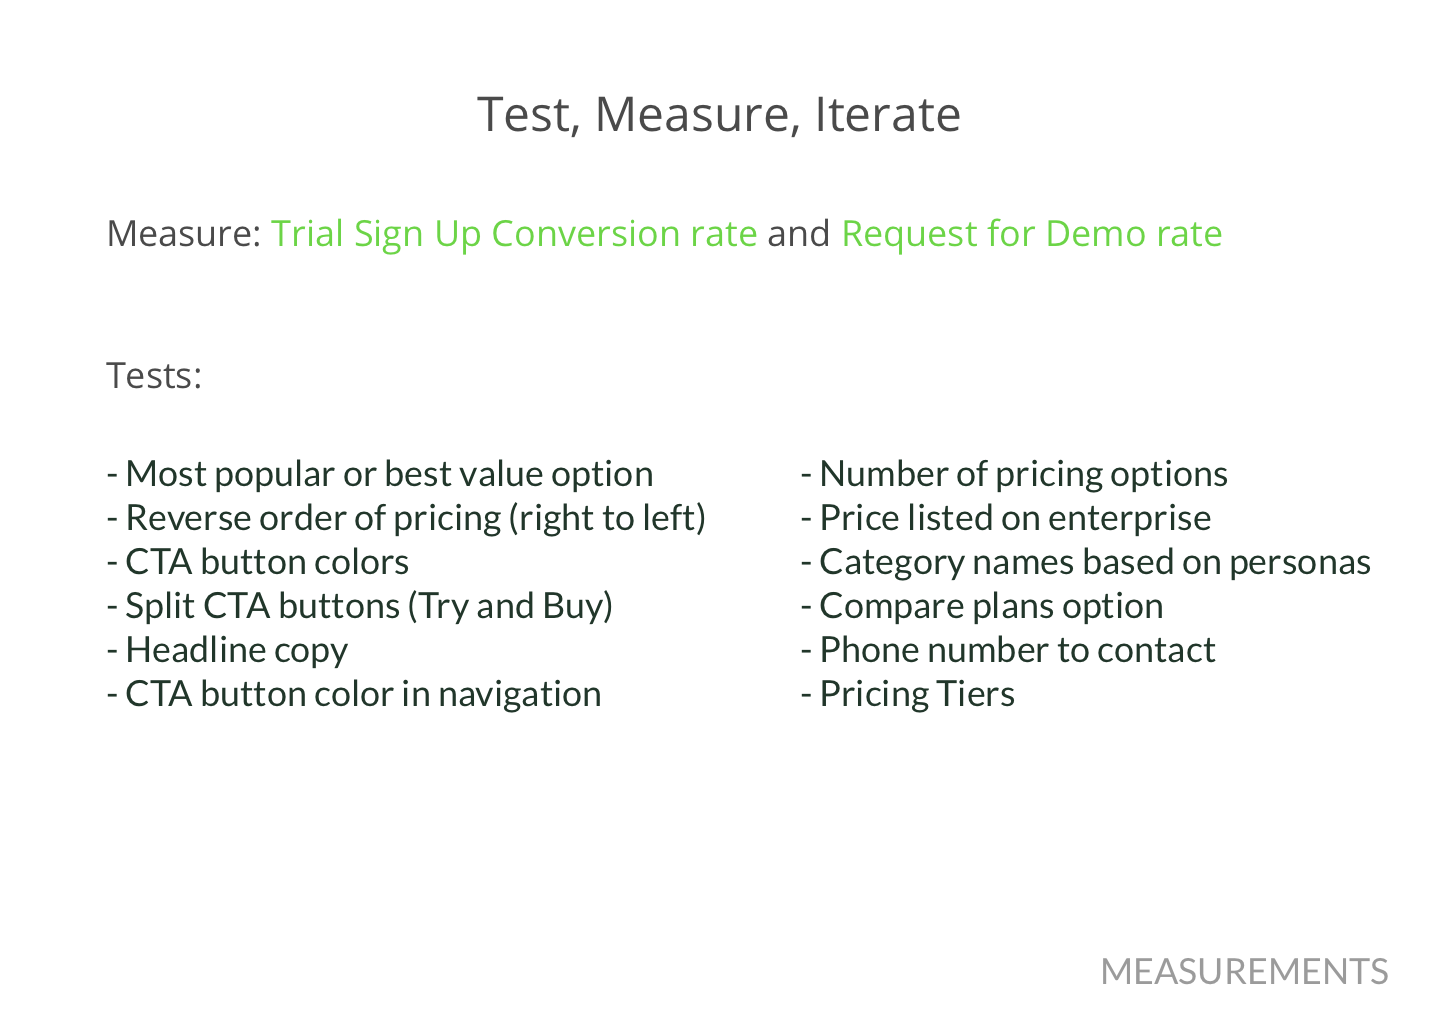 Test, Measure, Iterate
Measure: Trial Sign Up Conversion rate and Request for Demo rate
Tests:
- Most popular or best value option
- Reverse order of pricing (right to left)
- CTA button colors
- Split CTA buttons (Try and Buy)
- Headline copy
- CTA button color in navigation
- Number of pricing options
- Price listed on enterprise
- Category names based on personas
- Compare plans option
- Phone number to contact
- Pricing Tiers
MEASUREMENTS